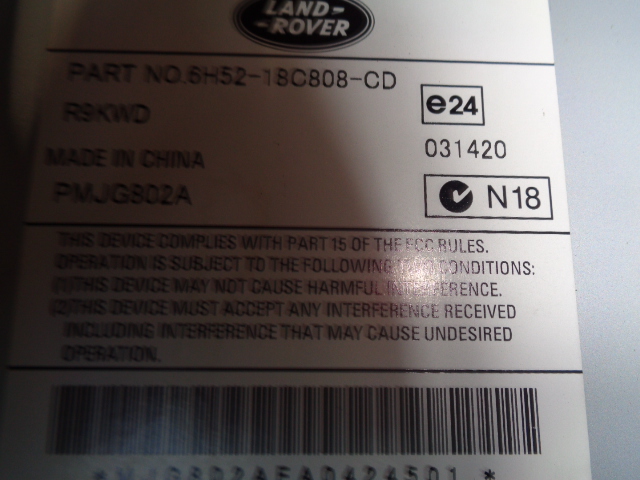 LAND-
-ROVER
PART NO.6H52-18C808-CD
e24
R9KWD
031420
MADE IN CHINA
PMJG802A
N18
THIS DEVICE COMPLIES WITH PART 15 OF THE FCC RULES.
OPERATION IS SUBJECT TO THE FOLLOWING TWO CONDITIONS:
(1)THIS DEVICE MAY NOT CAUSE HARMFUL INTERFERENCE.
(2)THIS DEVICE MUST ACCEPT ANY INTERFERENCE RECEIVED
INCLUDING INTERFERENCE THAT MAY CAUSE UNDESIRED
OPERATION.